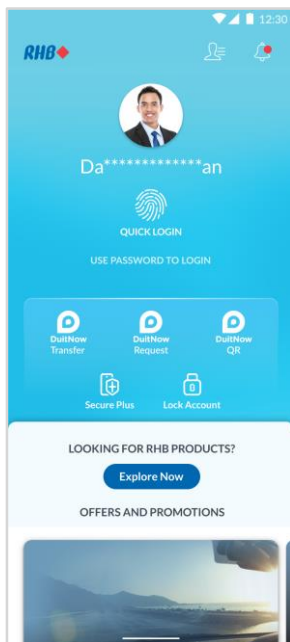 12:30
RHB
Da*************an
QUICK LOGIN
USE PASSWORD TO LOGIN
DuitNow DuitNow DuitNow
Transfer Request QR
Secure Plus Lock Account
LOOKING FOR RHB PRODUCTS?
Explore Now
OFFERS AND PROMOTIONS